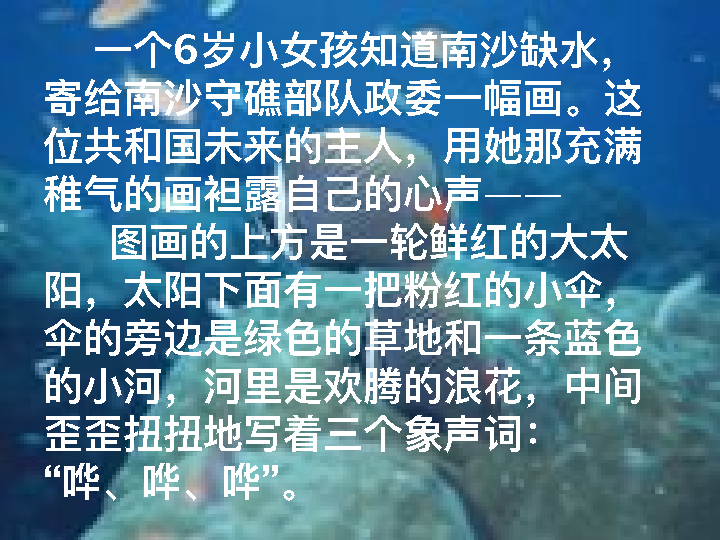 一个6岁小女孩知道南沙缺水，
寄给南沙守礁部队政委一幅画。这
位共和国未来的主人，用她那充满
稚气的画袒露自己的心声——
图画的上方是一轮鲜红的大太
阳，太阳下面有一把粉红的小伞，
伞的旁边是绿色的草地和一条蓝色
的小河，河里是欢腾的浪花，中间
歪歪扭扭地写着三个象声词：
“哗、哗、哗”。